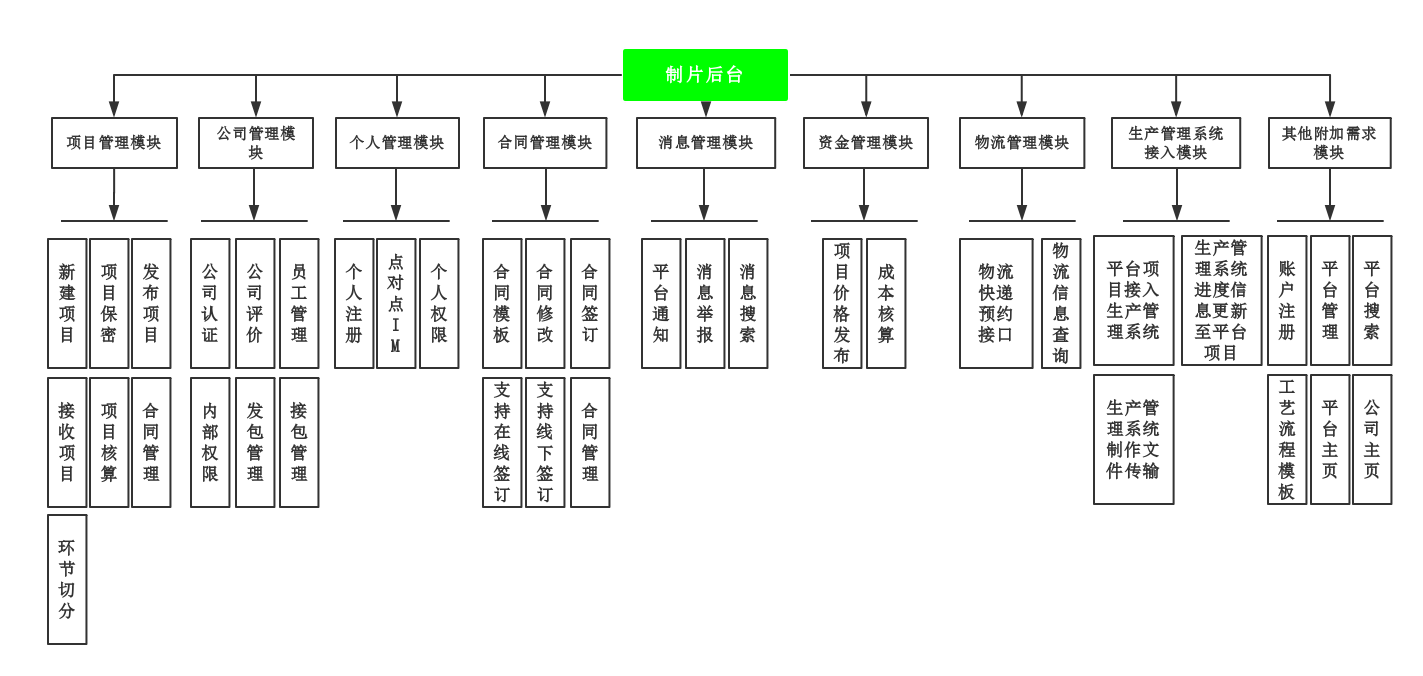 制片后台
项目管理模块
公司管理模
块
个人管理模块
合同管理模块
消息管理模块
资金管理模块
物流管理模块
生产管理系统
接入模块
其他附加需求
模块
新建项目
项目保密
发布项目
公司认证
公司评价
员工管理
个人注册
点对点IM
个人权限
合同模板
合同修改
合同签订
平台通知
消息举报
消息搜索
项目价格发布
成本核算
物流
快递
预约
接口
物流信息查询
平台项
目接入
生产管
理系统
生产管
理系统
进度信
息更新
至平台
项目
账户注册
平台管理
平台搜索
接收项目
项目核算
合同管理
内部权限
发包管理
接包管理
支持在线签订
支持线下签订
合同管理
生产管
理系统
制作文
件传输
工艺流程模板
平台主页
公司主页
环节切分